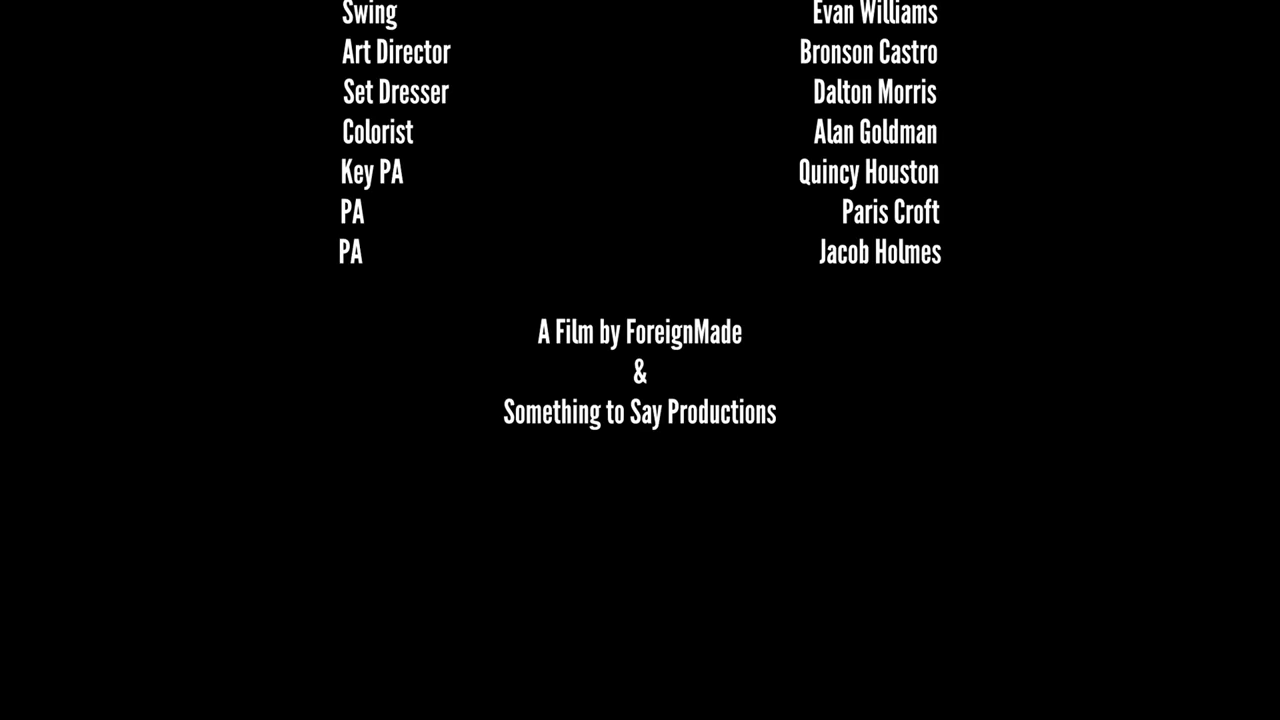 Swing Evan Williams
Art Director Bronson Castro
Set Dresser Dalton Morris
Colorist Alan Goldman
Key PA Quincy Houston
PA Paris Croft
PA Jacob Holmes
A Film by ForeignMade
&
Something to Say Productions